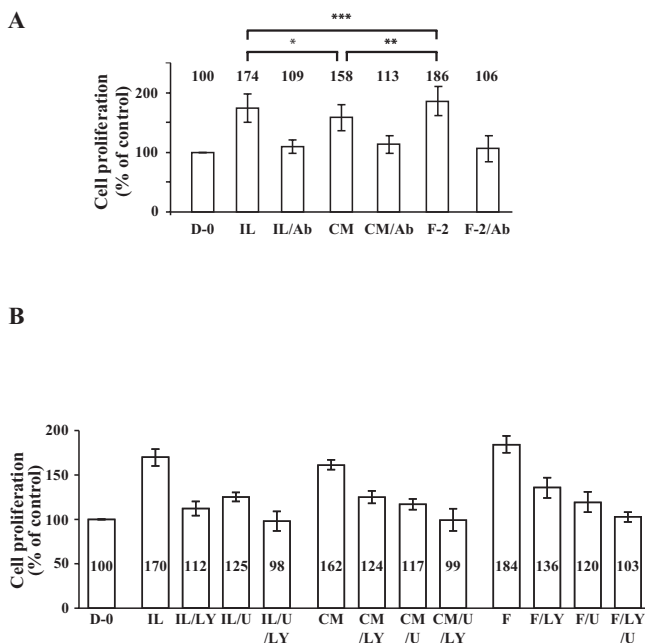 A
***
* **
100 174 109 158 113 186 106
200
100
0
Cell proliferation
(% of control)
D-0 IL IL/Ab CM CM/Ab F-2 F-2/Ab
B
200
150
100
50
0
Cell proliferation
(% of control)
100 170 112 125 98 162 124 117 99 184 136 120 103
D-0 IL IL/LY IL/U IL/U CM CM CM CM/U F F/LY F/U F/LY
/LY /LY /U /LY /U